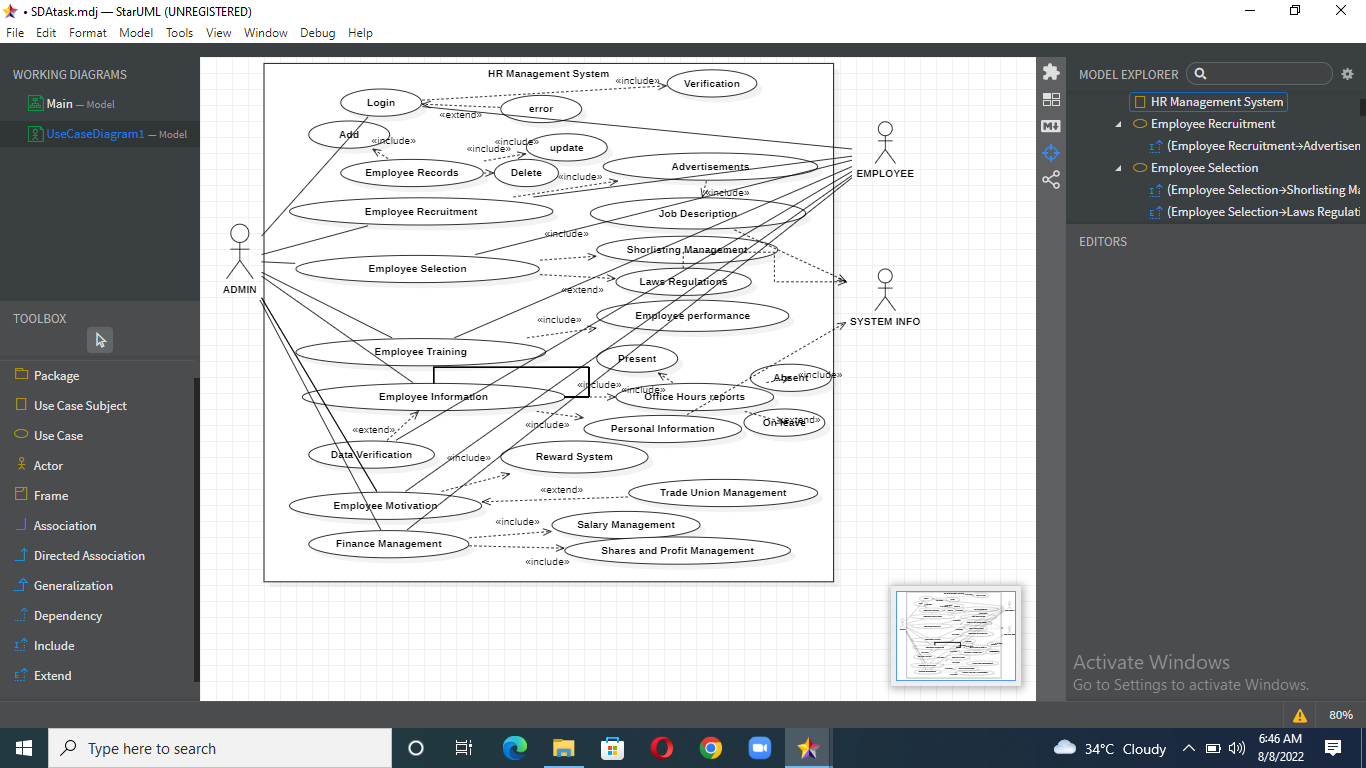 • SDAtask.mdj — StarUML (UNREGISTERED)
File Edit Format Model Tools View Window Debug Help
WORKING DIAGRAMS
Main — Model
UseCaseDiagram1 — Model
TOOLBOX
Package
Use Case Subject
Use Case
Actor
Frame
Association
Directed Association
Generalization
Dependency
Include
Extend
HR Management System
«include»
Verification
Login
error
«extend»
Add
«include»
«include»
«include»
update
Employee Records
Delete
«include»
Advertisements
«include»
Employee Recruitment
Job Description
«include»
Shorlisting Management
Employee Selection
Laws Regulations
«extend»
Employee performance
«include»
Employee Training
Present
Absent
«include»
«include»
«include»
Employee Information
Office Hours reports
«include»
Personal Information
On leave
«extend»
«extend»
Data Verification
«include»
Reward System
«extend»
Trade Union Management
Employee Motivation
«include»
Salary Management
Finance Management
Shares and Profit Management
«include»
ADMIN
EMPLOYEE
SYSTEM INFO
MODEL EXPLORER
HR Management System
Employee Recruitment
(Employee Recruitment→Advertisen
Employee Selection
(Employee Selection→Shorlisting Ma
(Employee Selection→Laws Regulati
EDITORS
Activate Windows
Go to Settings to activate Windows.
80%
Type here to search
34°C Cloudy
6:46 AM
8/8/2022